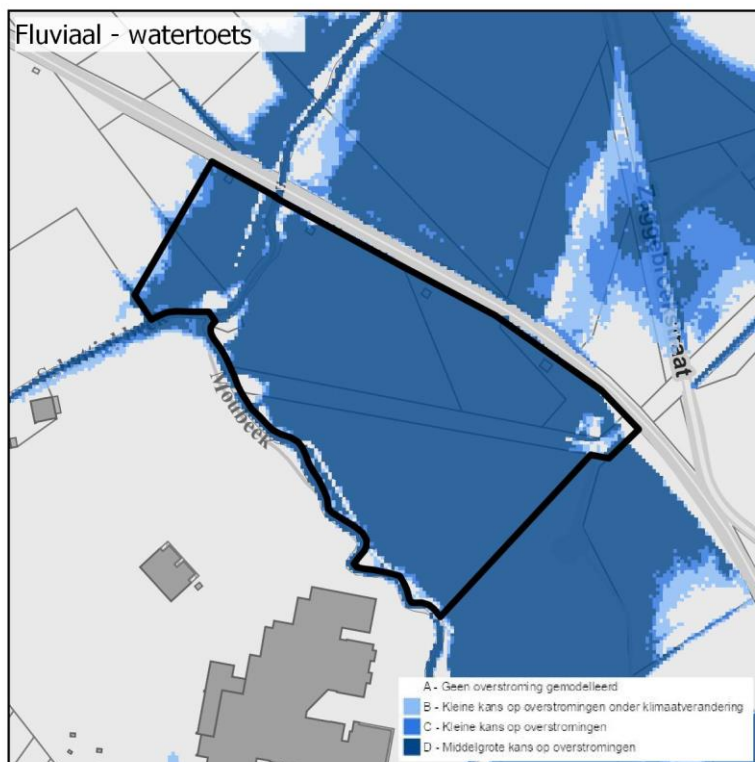 Fluviaal - watertoets
Moubeek
A - Geen overstroming gemodelleerd
B - Kleine kans op overstromingen onder klimaatverandering
C - Kleine kans op overstromingen
D - Middelgrote kans op overstromingen